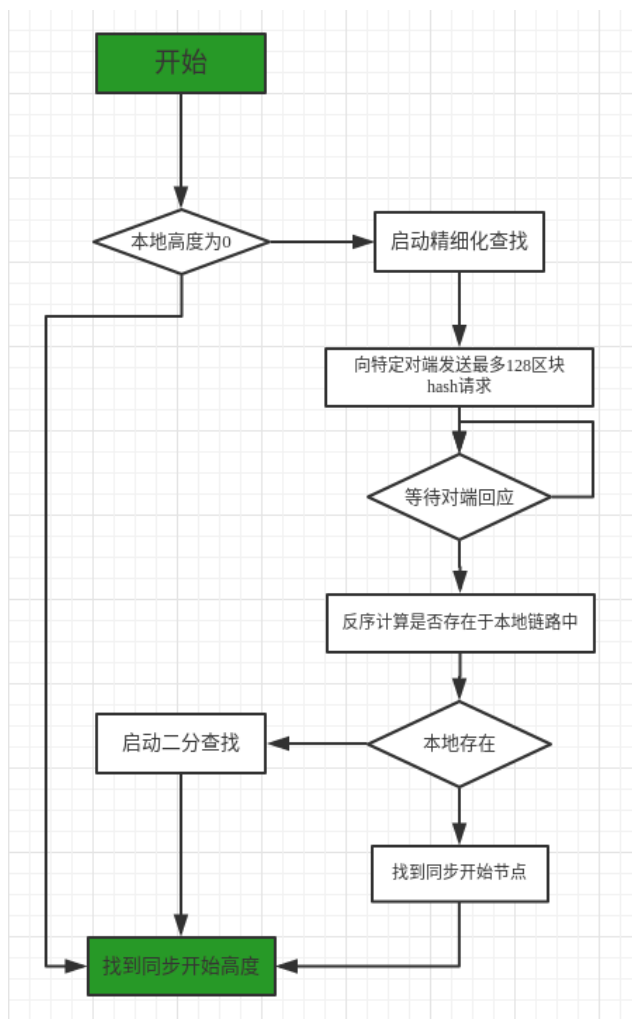 开始
本地高度为0
启动精细化查找
向特定对端发送最多128区块
hash请求
等待对端回应
反序计算是否存在于本地链路中
启动二分查找
本地存在
找到同步开始节点
找到同步开始高度